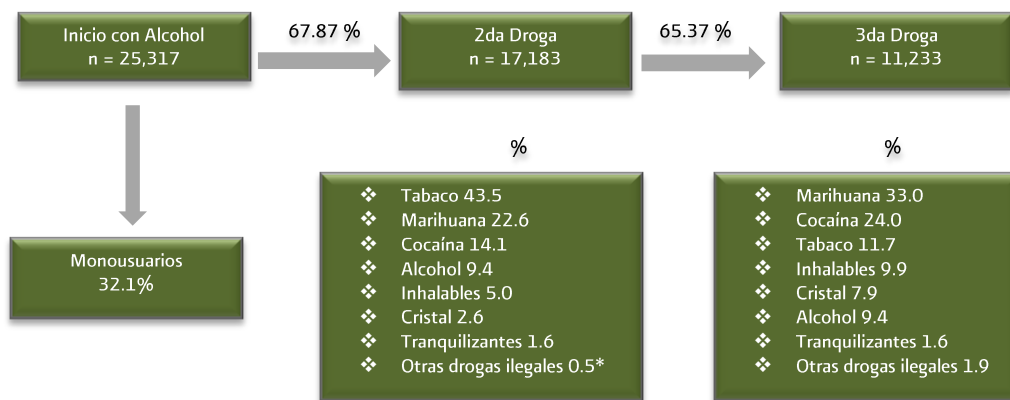 Inicio con Alcohol
n = 25,317
67.87 %
2da Droga
n = 17,183
65.37 %
3da Droga
n = 11,233
Monousuarios
32.1%
%
❖ Tabaco 43.5
❖ Marihuana 22.6
❖ Cocaína 14.1
❖ Alcohol 9.4
❖ Inhalables 5.0
❖ Cristal 2.6
❖ Tranquilizantes 1.6
❖ Otras drogas ilegales 0.5*
%
❖ Marihuana 33.0
❖ Cocaína 24.0
❖ Tabaco 11.7
❖ Inhalables 9.9
❖ Cristal 7.9
❖ Alcohol 9.4
❖ Tranquilizantes 1.6
❖ Otras drogas ilegales 1.9